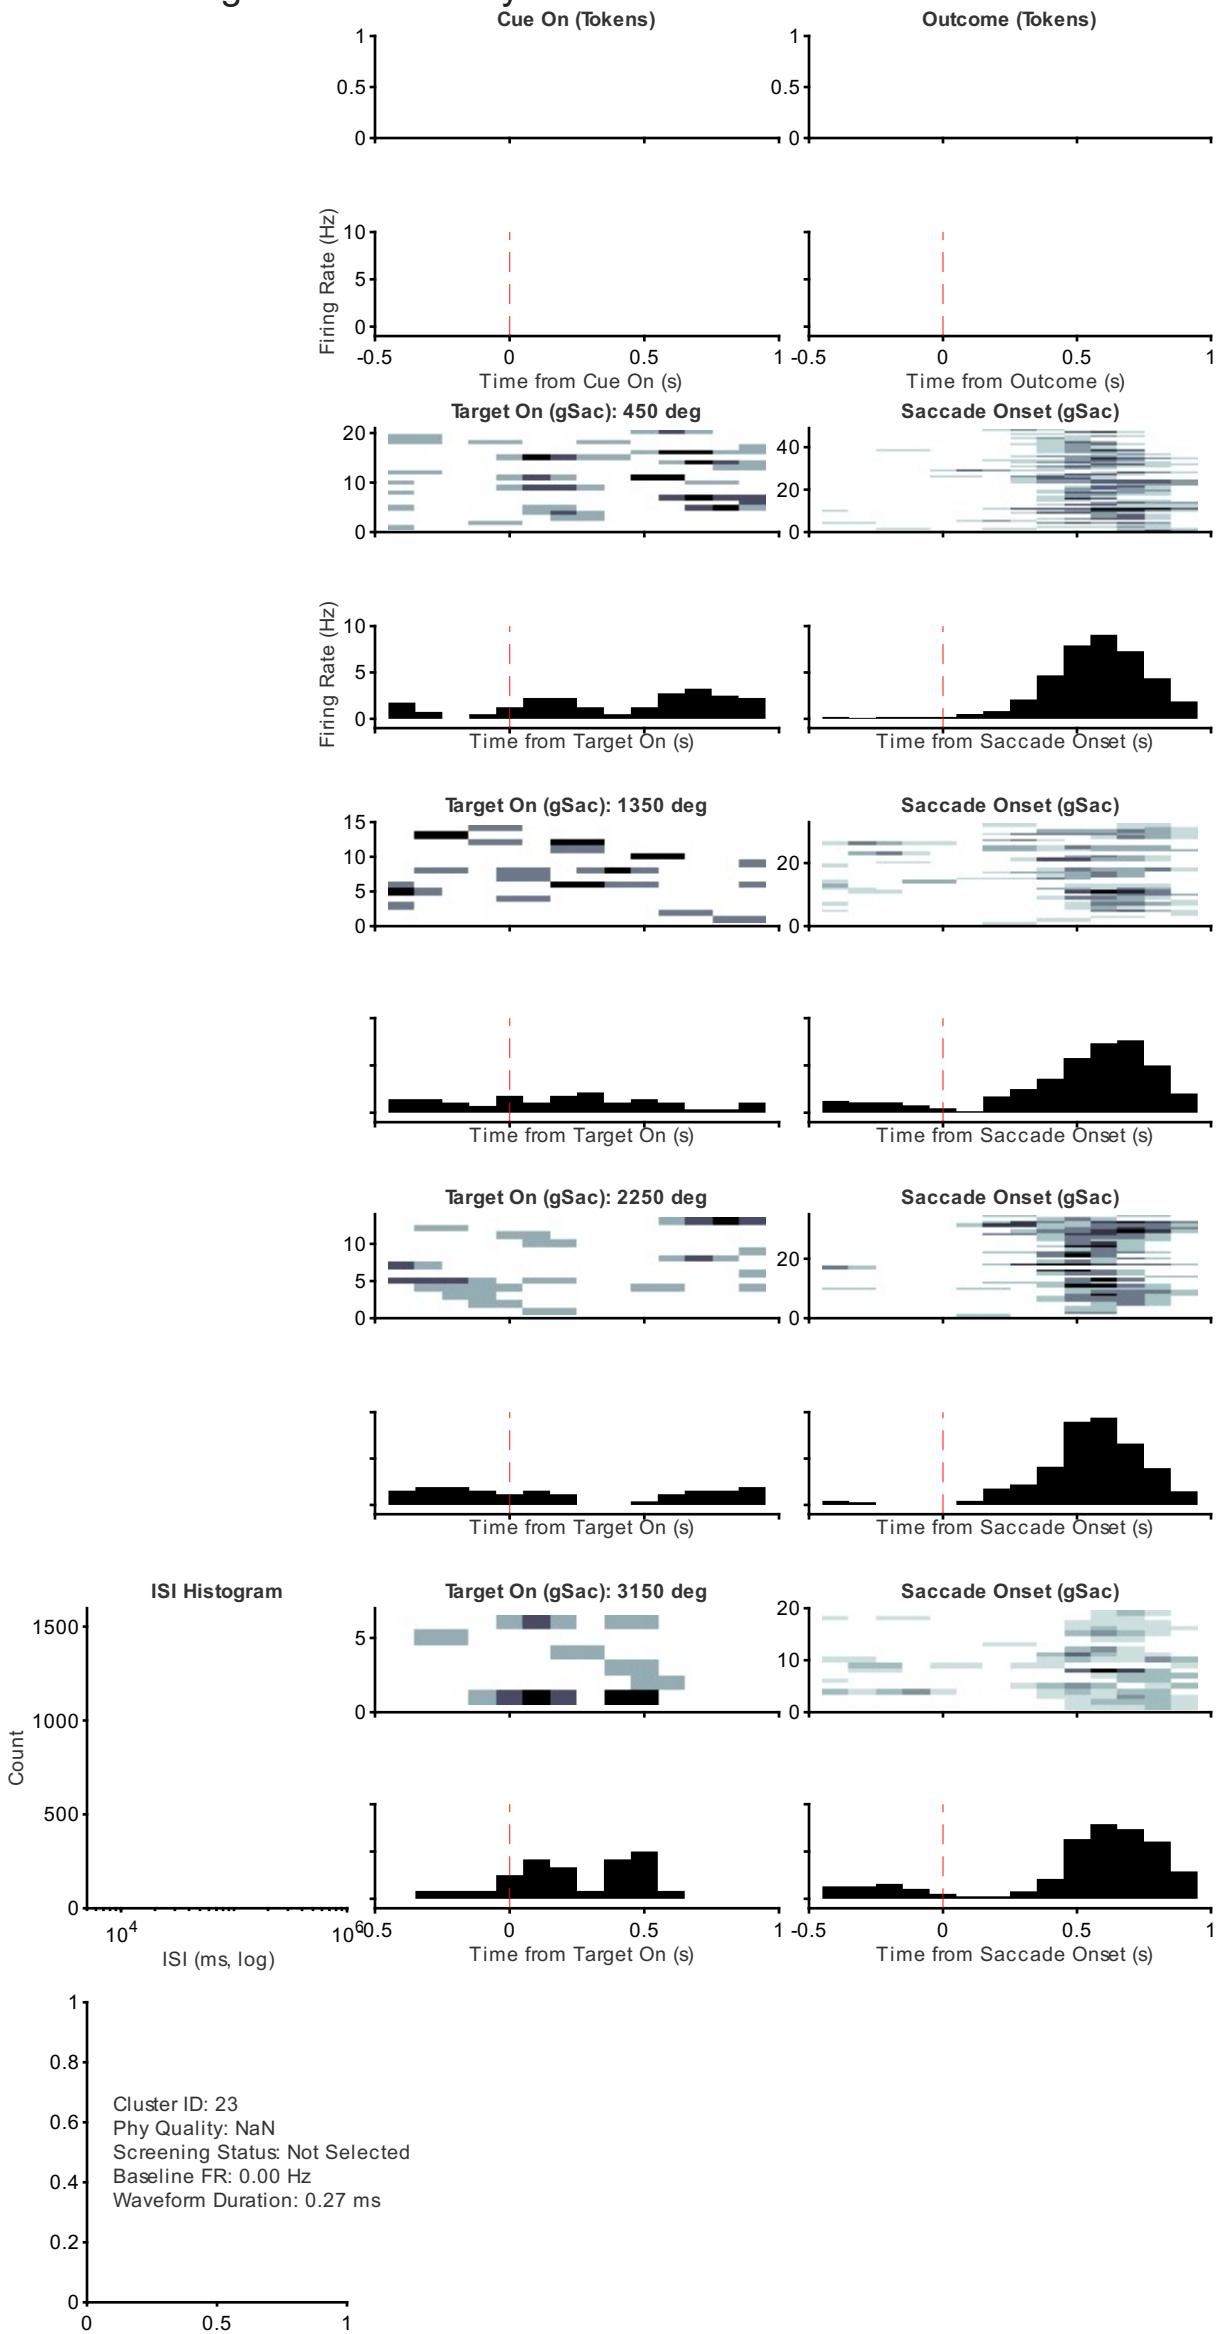 Cue On (Tokens)
Outcome (Tokens)
1
0.5
0
1
0.5
0
Firing Rate (Hz)
10
5
0
-0.5
0
0.5
1
-0.5
0
0.5
1
Time from Cue On (s)
Time from Outcome (s)
Target On (gSac): 450 deg
Saccade Onset (gSac)
20
10
0
40
20
0
Firing Rate (Hz)
10
5
0
Time from Target On (s)
Time from Saccade Onset (s)
Target On (gSac): 1350 deg
Saccade Onset (gSac)
15
10
5
0
20
0
Time from Target On (s)
Time from Saccade Onset (s)
Target On (gSac): 2250 deg
Saccade Onset (gSac)
10
5
0
20
0
Time from Target On (s)
Time from Saccade Onset (s)
ISI Histogram
Target On (gSac): 3150 deg
Saccade Onset (gSac)
Count
1500
1000
500
0
5
0
20
10
0
10⁴
10⁶
ISI (ms, log)
-0.5
0
0.5
1
-0.5
0
0.5
1
Time from Target On (s)
Time from Saccade Onset (s)
1
0.8
0.6
0.4
0.2
0
Cluster ID: 23
Phy Quality: NaN
Screening Status: Not Selected
Baseline FR: 0.00 Hz
Waveform Duration: 0.27 ms
0
0.5
1